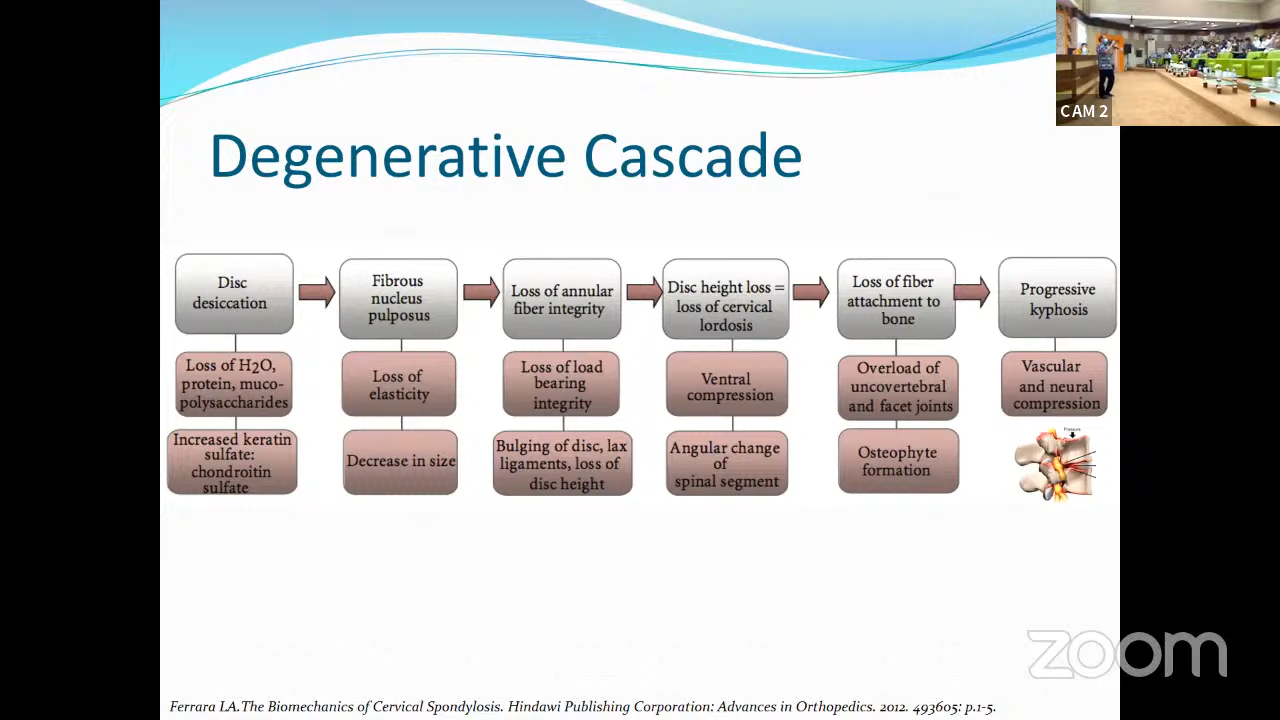 CAM 2
Degenerative Cascade
Disc
desiccation
Fibrous
nucleus
pulposus
Loss of annular
fiber integrity
Disc height loss =
loss of cervical
lordosis
Loss of fiber
attachment to
bone
Progressive
kyphosis
Loss of H2O,
protein, muco-
polysaccharides
Loss of
elasticity
Loss of load
bearing
integrity
Ventral
compression
Overload of
uncovertebral
and facet joints
Vascular
and neural
compression
Increased keratin
sulfate:
chondroitin
sulfate
Decrease in size
Bulging of disc, lax
ligaments, loss of
disc height
Angular change
of
spinal segment
Osteophyte
formation
Pressure
zoom
Ferrara LA.The Biomechanics of Cervical Spondylosis. Hindawi Publishing Corporation: Advances in Orthopedics. 2012. 493605: p.1-5.